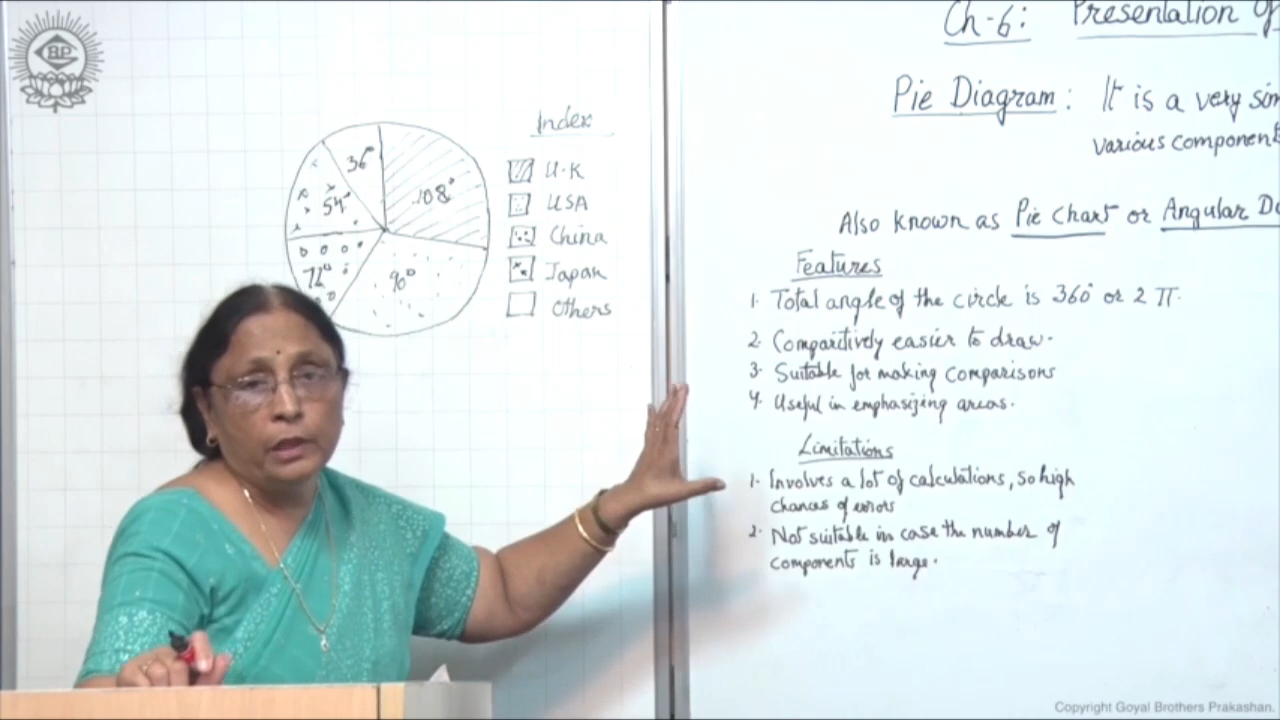 GBP
36°
108°
54°
72°
90°
Index
U.K
USA
China
Japan
Others
Ch-6: Presentation of
Pie Diagram: It is a very sim
various component
Also known as Pie Chart or Angular Da
Features
1. Total angle of the circle is 360° or 2 π.
2. Comparitively easier to draw.
3. Suitable for making comparisons
4. Useful in emphasizing areas.
Limitations
1. Involves a lot of calculations, so high
chances of errors
2. Not suitable in case the number of
components is large.
Copyright Goyal Brothers Prakashan.